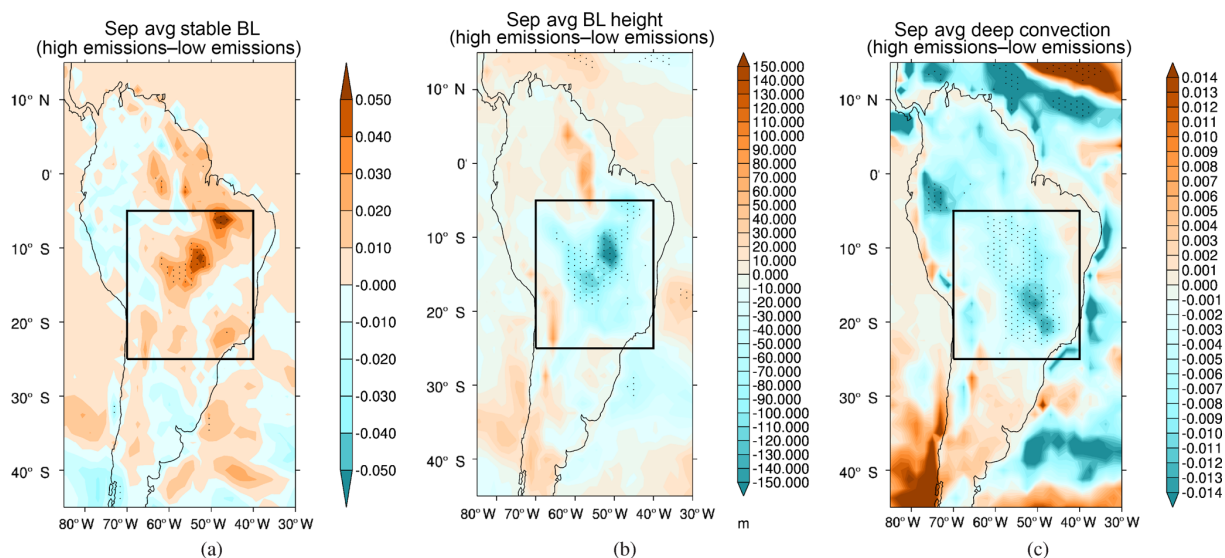 Sep avg stable BL
(high emissions–low emissions)
10° N
0°
10° S
20° S
30° S
40° S
80° W 70° W 60° W 50° W 40° W 30° W
0.050
0.040
0.030
0.020
0.010
-0.000
-0.010
-0.020
-0.030
-0.040
-0.050
(a)
Sep avg BL height
(high emissions–low emissions)
10° N
0°
10° S
20° S
30° S
40° S
80° W 70° W 60° W 50° W 40° W 30° W
150.000
140.000
130.000
120.000
110.000
100.000
90.000
80.000
70.000
60.000
50.000
40.000
30.000
20.000
10.000
0.000
-10.000
-20.000
-30.000
-40.000
-50.000
-60.000
-70.000
-80.000
-90.000
-100.000
-110.000
-120.000
-130.000
-140.000
-150.000
m
(b)
Sep avg deep convection
(high emissions–low emissions)
10° N
0°
10° S
20° S
30° S
40° S
80° W 70° W 60° W 50° W 40° W 30° W
0.014
0.013
0.012
0.011
0.010
0.009
0.008
0.007
0.006
0.005
0.004
0.003
0.002
0.001
-0.001
-0.002
-0.003
-0.004
-0.005
-0.006
-0.007
-0.008
-0.009
-0.010
-0.011
-0.012
-0.013
-0.014
(c)